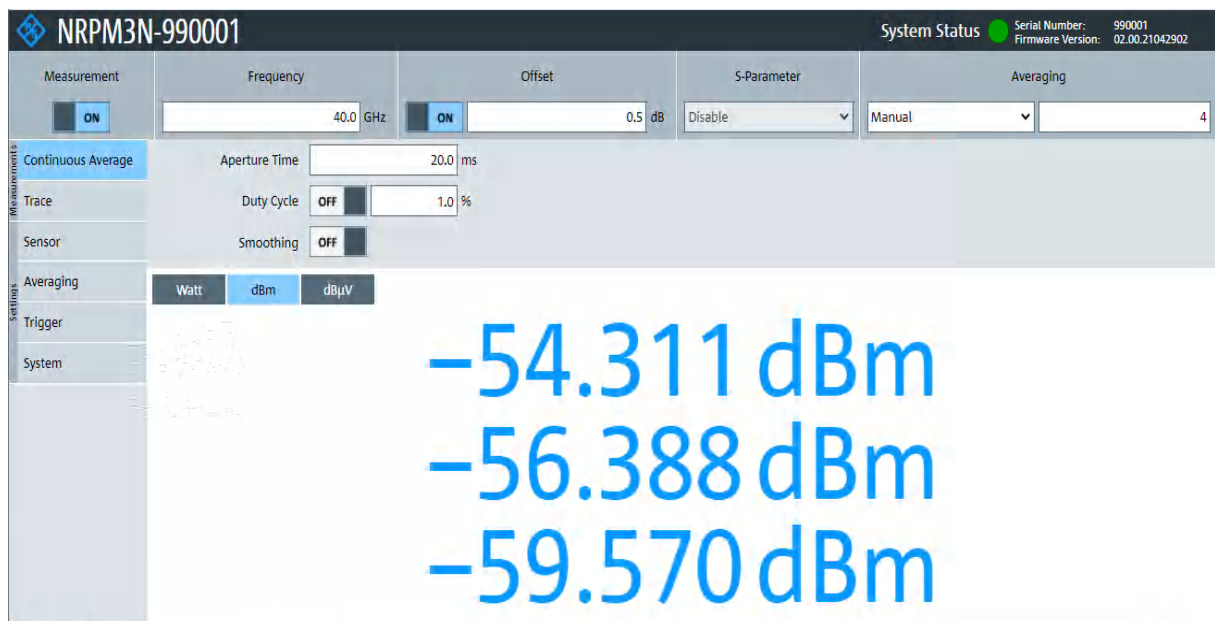 NRPM3N-990001
System Status
Serial Number: 990001
Firmware Version: 02.00.21042902
Measurement
Frequency
Offset
S-Parameter
Averaging
ON
40.0 GHz
ON
0.5 dB
Disable
Manual
4
Measurements
Continuous Average
Trace
Settings
Sensor
Averaging
Trigger
System
Aperture Time 20.0 ms
Duty Cycle OFF 1.0 %
Smoothing OFF
Watt dBm dBµV
−54.311 dBm
−56.388 dBm
−59.570 dBm